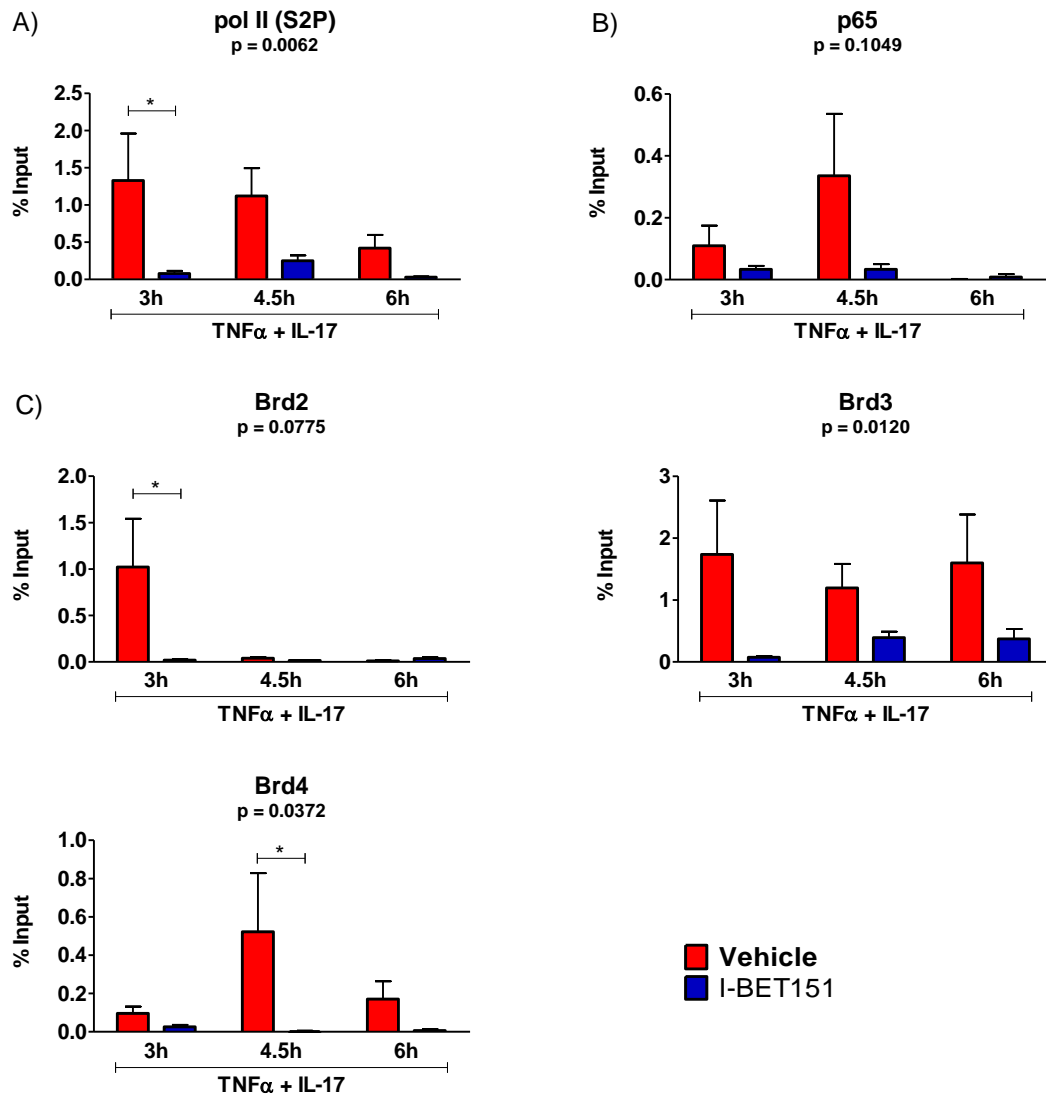 A)
pol II (S2P)
p = 0.0062
% Input
2.5
2.0
1.5
1.0
0.5
0.0
*
3h 4.5h 6h
TNFα + IL-17
B)
p65
p = 0.1049
% Input
0.6
0.4
0.2
0.0
3h 4.5h 6h
TNFα + IL-17
C)
Brd2
p = 0.0775
% Input
2.0
1.5
1.0
0.5
0.0
*
3h 4.5h 6h
TNFα + IL-17
Brd3
p = 0.0120
% Input
3
2
1
0
3h 4.5h 6h
TNFα + IL-17
Brd4
p = 0.0372
% Input
1.0
0.8
0.6
0.4
0.2
0.0
*
3h 4.5h 6h
TNFα + IL-17
Vehicle
I-BET151